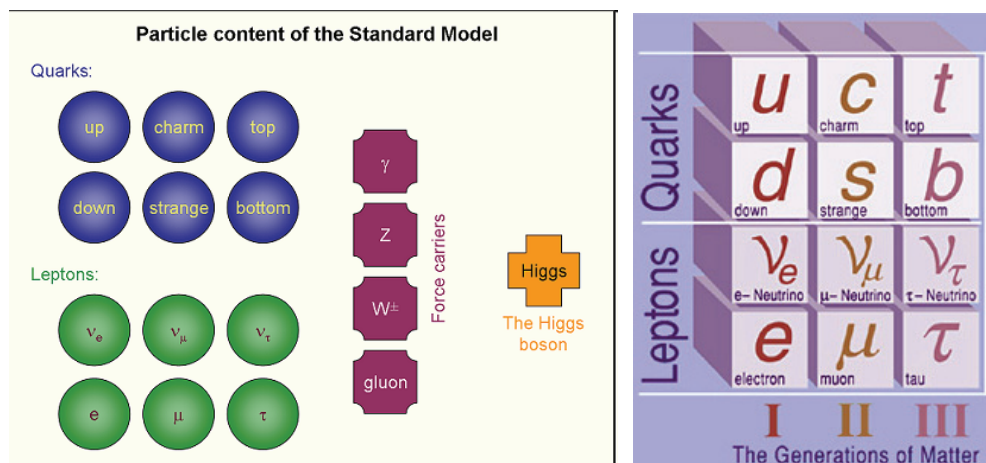 Particle content of the Standard Model
Quarks:
up charm top
down strange bottom
Leptons:
νe νμ ντ
e μ τ
γ
Z
W±
gluon
Force carriers
Higgs
The Higgs
boson
Quarks
u c t
up charm top
d s b
down strange bottom
Leptons
νe νμ ντ
e– Neutrino μ– Neutrino τ– Neutrino
e μ τ
electron muon tau
I II III
The Generations of Matter